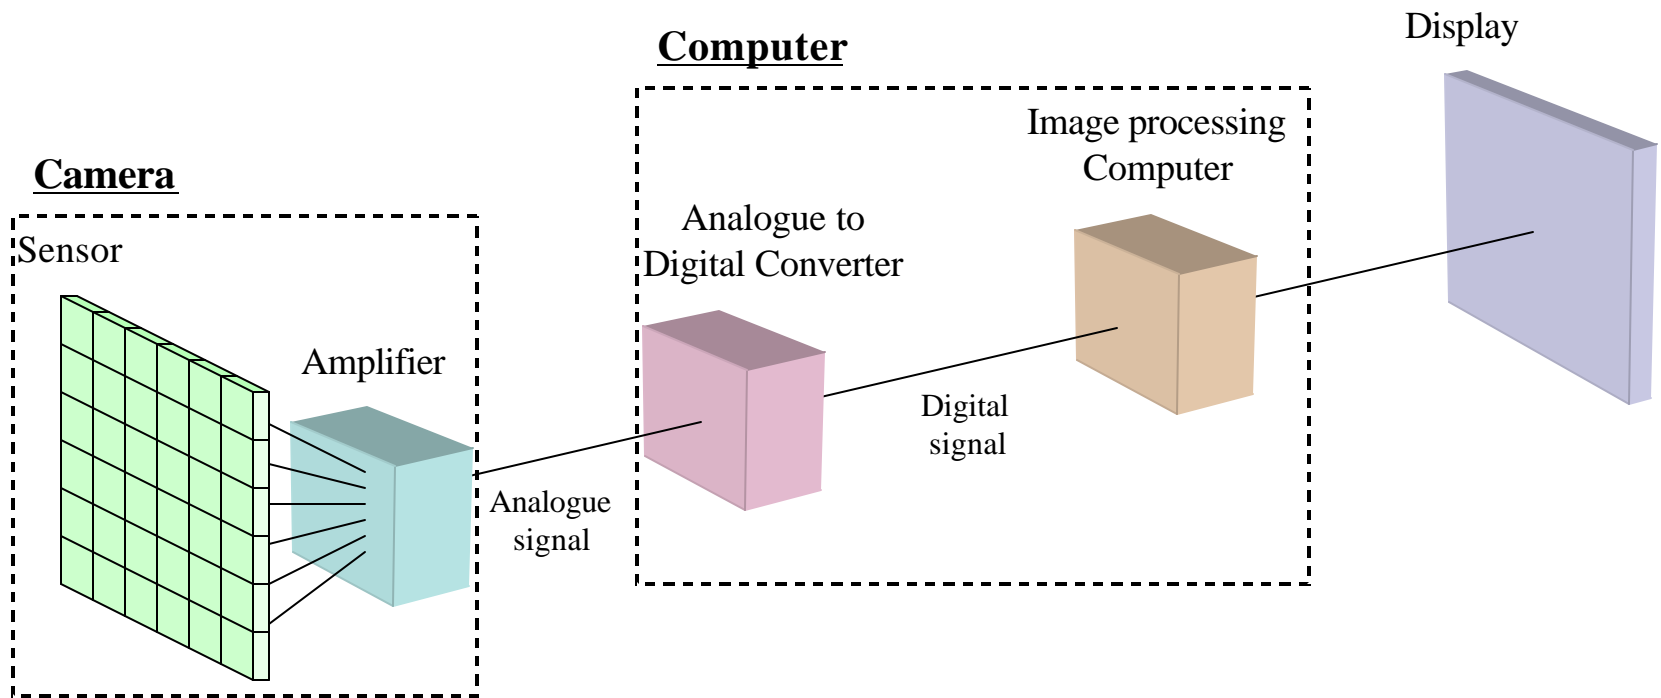 Camera
Sensor
Amplifier
Analogue
signal
Computer
Analogue to
Digital Converter
Digital
signal
Image processing
Computer
Display